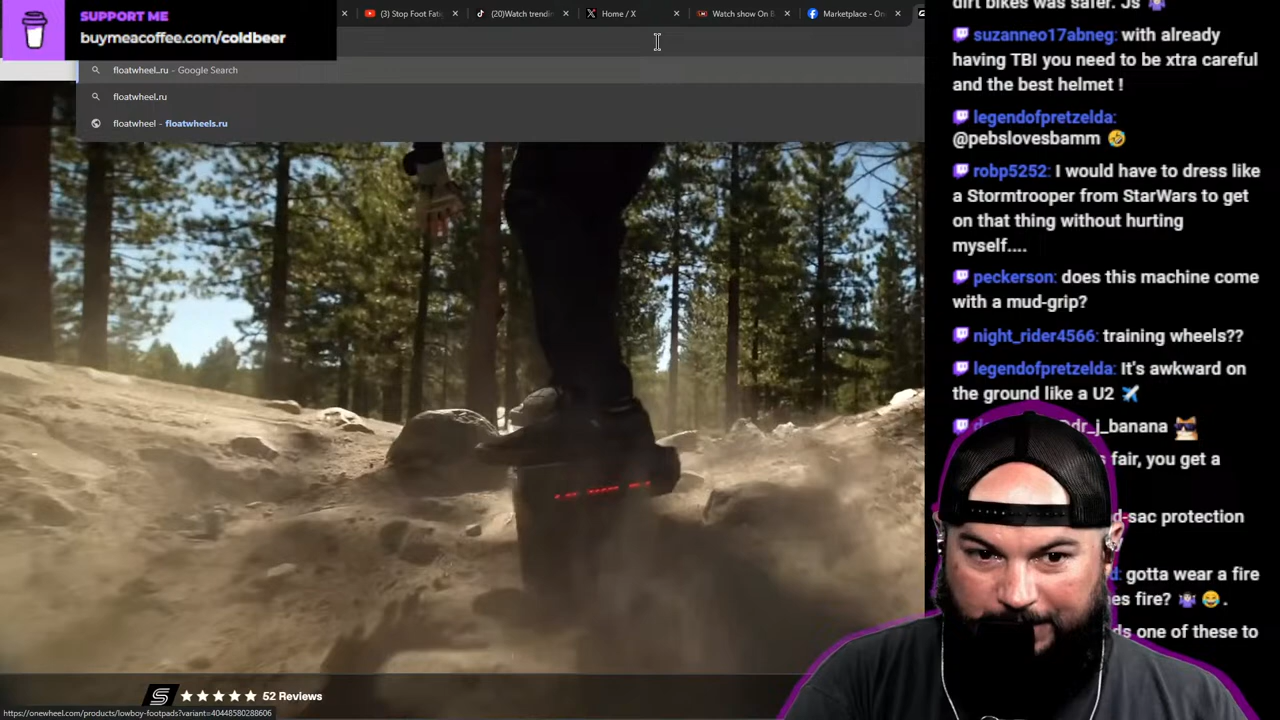 SUPPORT ME
buymeacoffee.com/coldbeer
(3) Stop Foot Fat
(20)Watch trendi
Home / X
Watch show On
Marketplace - On
floatwheel..ru - Google Search
floatwheel.ru
floatwheel - floatwheels.ru
52 Reviews
https://onewheel.com/products/lowboy-footpads?variant=40448580288606
dirt bikes was safer. Js
suzanneo17abneg: with already
having TBI you need to be xtra careful
and the best helmet !
legendofpretzelda:
@pebslovesbamm 🤣
robp5252: I would have to dress like
a Stormtrooper from StarWars to get
on that thing without hurting
myself....
peckerson: does this machine come
with a mud-grip?
night_rider4566: training wheels??
legendofpretzelda: It's awkward on
the ground like a U2 ✈️
@dr_j_banana
fair, you get a
d-sac protection
gotta wear a fire
es fire? 🤷🏻‍♀️ 😂 .
ds one of these to